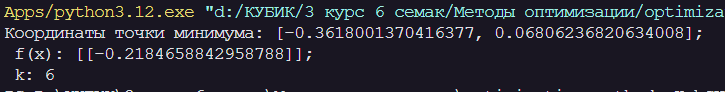 Apps/python3.12.exe "d:/КУБИК/3 курс 6 семак/Методы оптимизации/optimiza
Координаты точки минимума: [-0.3618001370416377, 0.06806236820634008];
f(x): [[-0.2184658842958788]];
k: 6